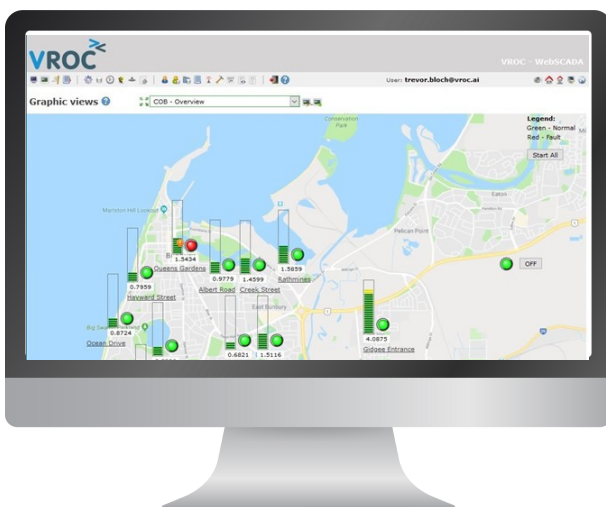 VROC
VROC - WebSCADA
User: trevor.bloch@vroc.ai
Graphic views
COB - Overview
Conservation
Park
Legend:
Green - Normal
Red - Fault
Start All
Eaton
Marlston Hill Lookout
Pelican Point
1.5434
Queens Gardens
0.9779
Albert Road
1.4599
Creek Street
1.5859
Rathmines
OFF
0.7959
Hayward Street
East Bunbury
4.0875
Gidgee Entrance
0.8724
Ocean Drive
0.6821
1.5116